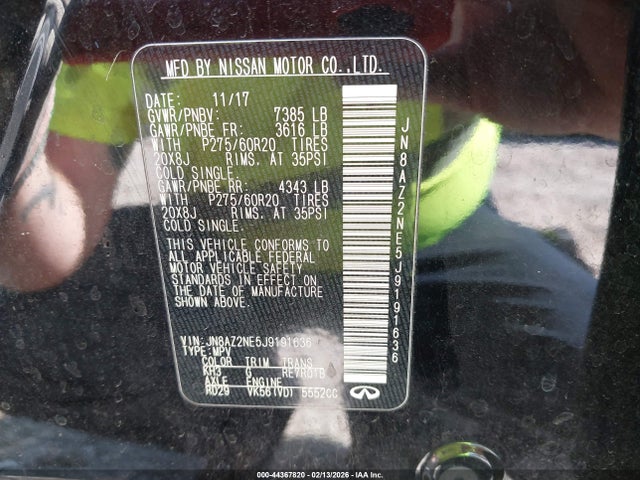 MFD BY NISSAN MOTOR CO.,LTD.
DATE: 11/17
GVWR/PNBV: 7385 LB
GAWR/PNBE FR: 3616 LB
WITH P275/60R20 TIRES
20X8J RIMS. AT 35PSI
COLD SINGLE.
GAWR/PNBE RR: 4343 LB
WITH P275/60R20 TIRES
20X8J RIMS. AT 35PSI
COLD SINGLE.
THIS VEHICLE CONFORMS TO
ALL APPLICABLE FEDERAL
MOTOR VEHICLE SAFETY
STANDARDS IN EFFECT ON
THE DATE OF MANUFACTURE
SHOWN ABOVE.
VIN:JN8AZ2NE5J9191636
TYPE:MPV
COLOR TRIM TRANS
KH3 G RE7R01B
AXLE ENGINE
RD29 VK56(VD) 5552CC
JN8AZ2NE5J9191636
000-44367820 - 02/13/2026 - IAA Inc.